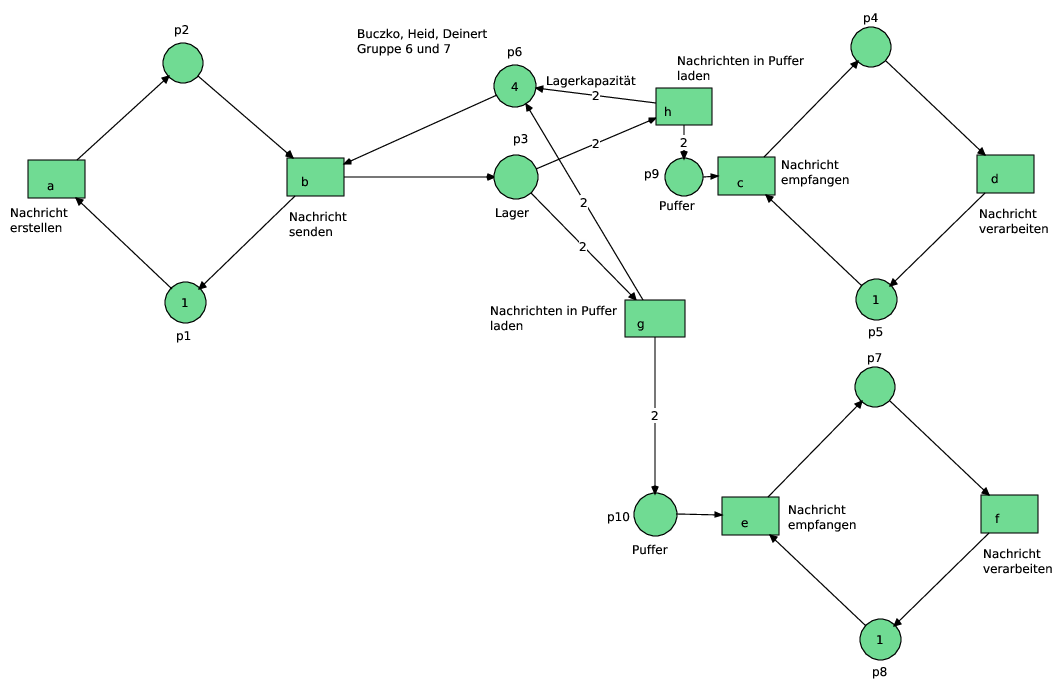 Buczko, Heid, Deinert
Gruppe 6 und 7
p2
a
Nachricht
erstellen
b
Nachricht
senden
1
p1
p6
4
Lagerkapazität
2
p3
Lager
2
2
2
Nachrichten in Puffer
laden
h
2
p9
Puffer
c
Nachricht
empfangen
p4
d
Nachricht
verarbeiten
1
p5
Nachrichten in Puffer
laden
g
2
p10
Puffer
e
Nachricht
empfangen
p7
f
Nachricht
verarbeiten
1
p8